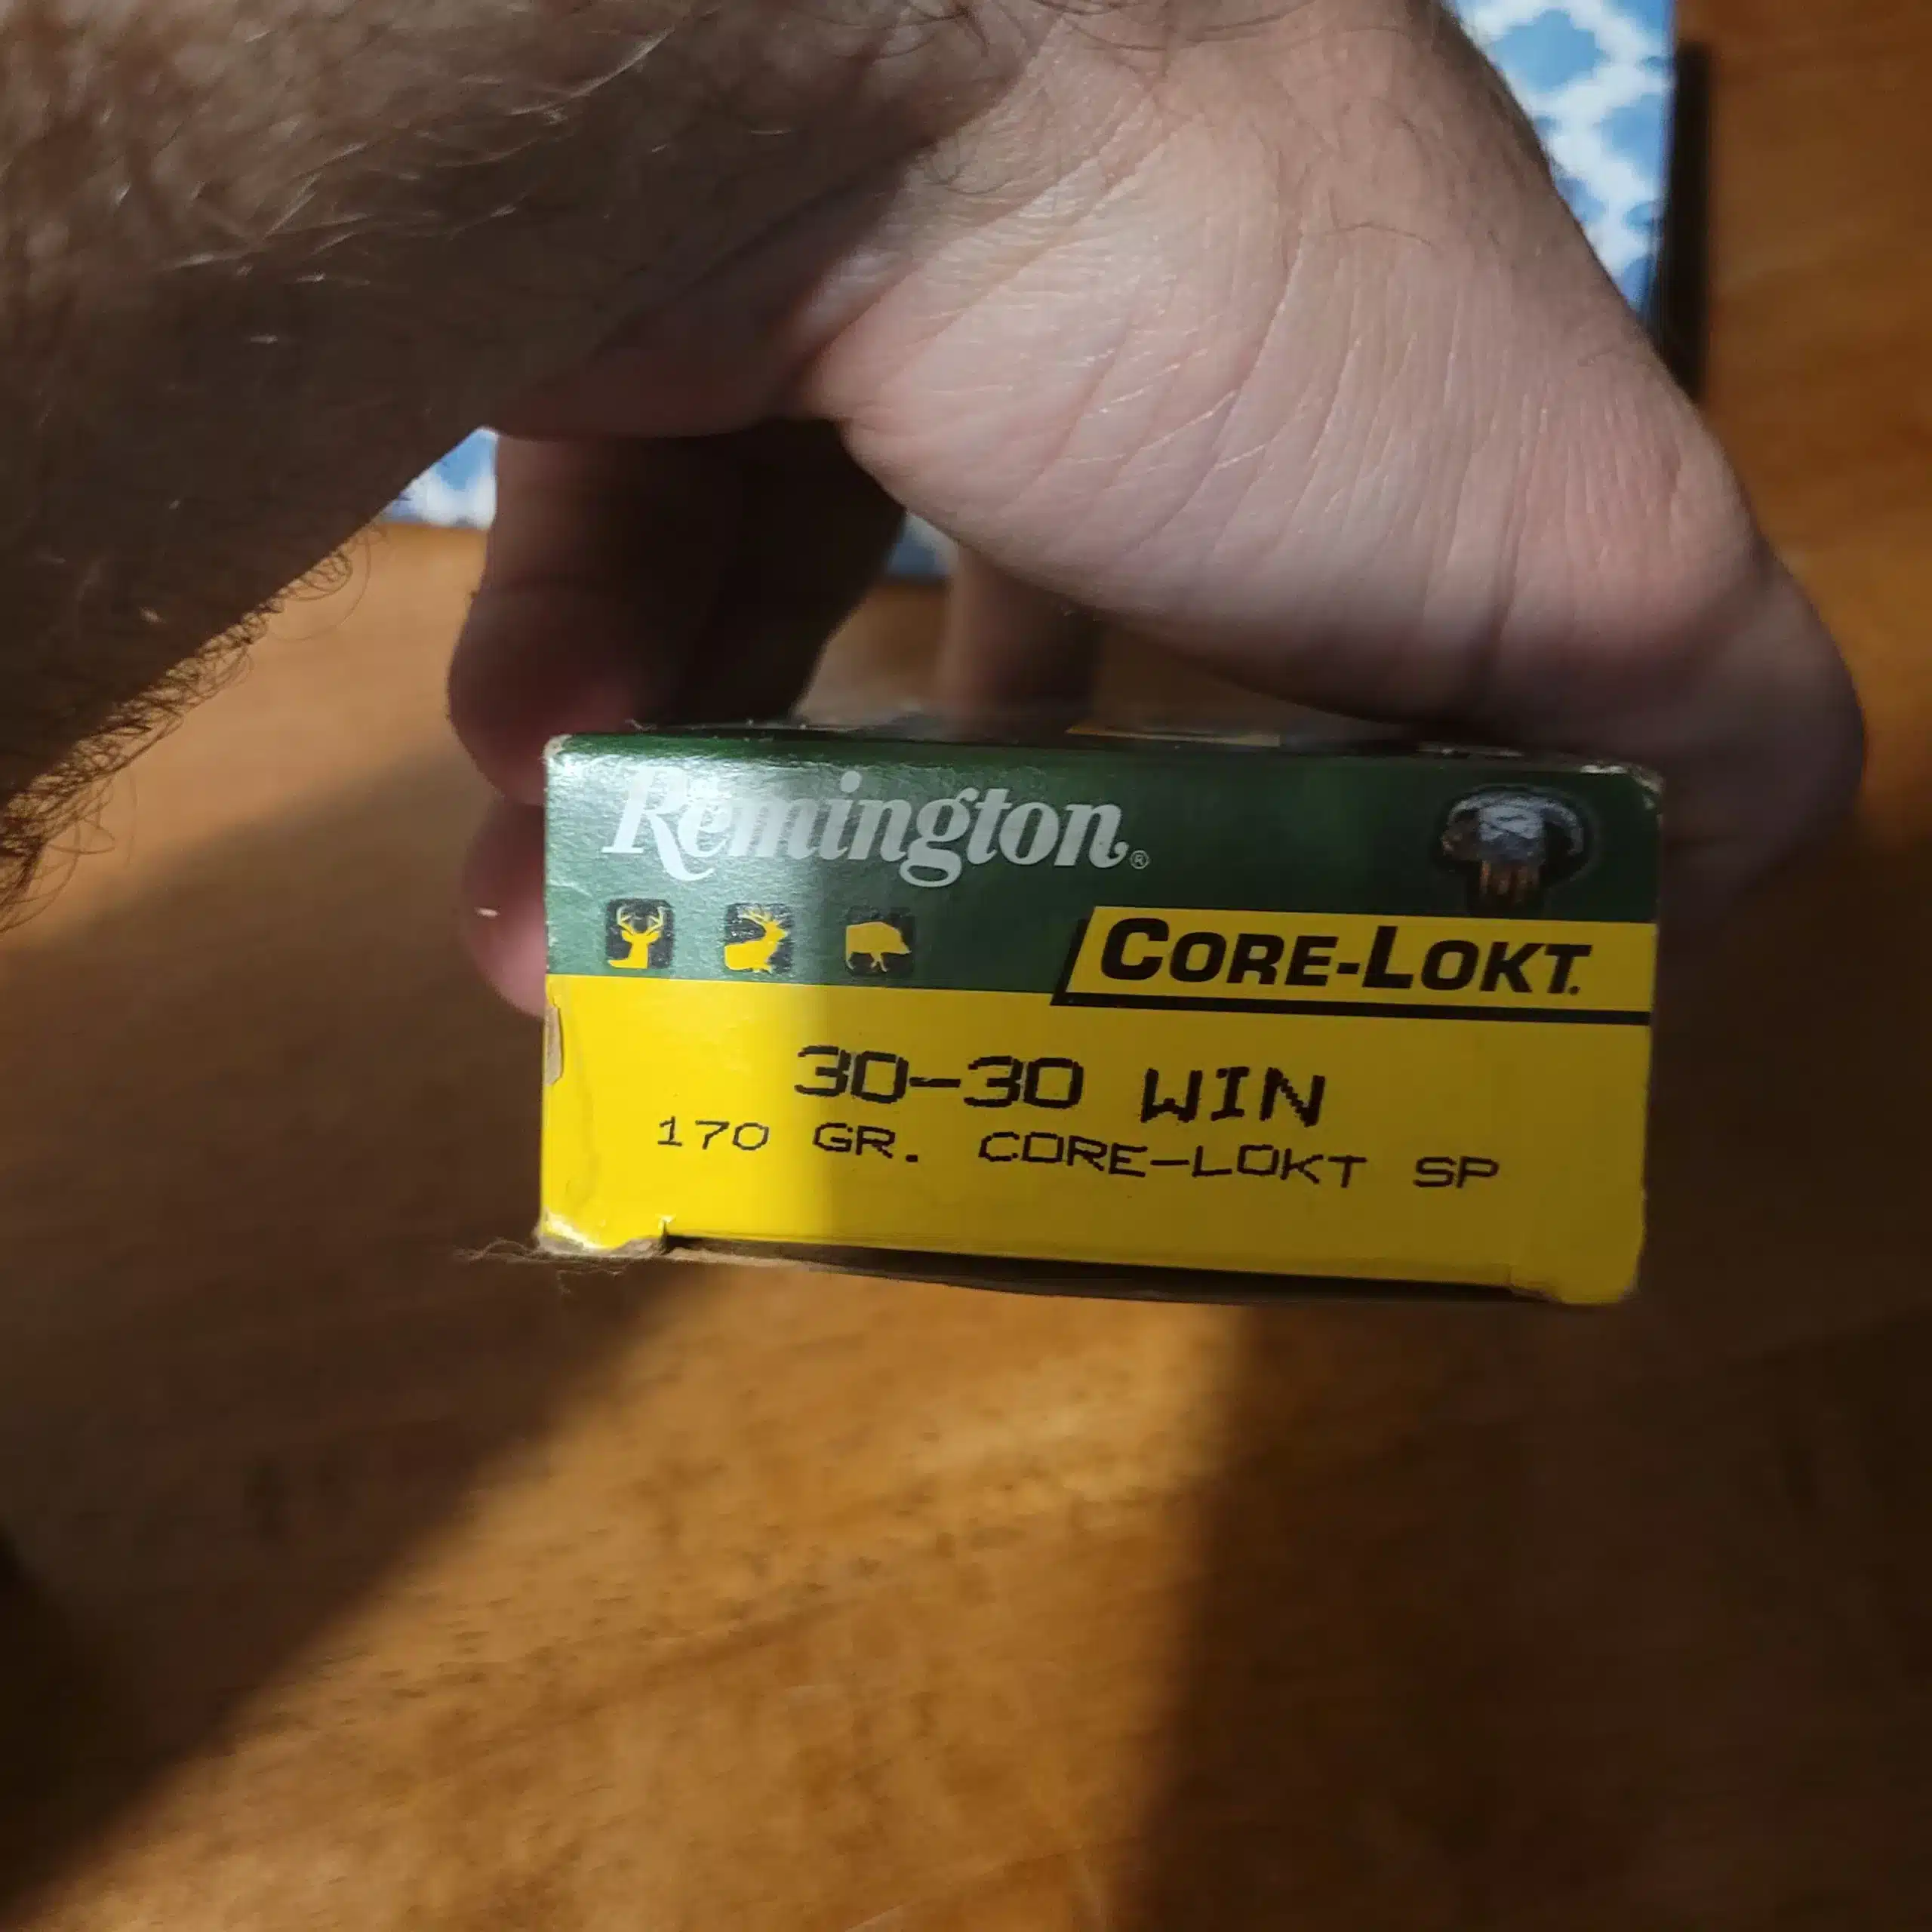 Remington®
CORE-LOKT.
30-30 WIN
170 GR. CORE-LOKT SP